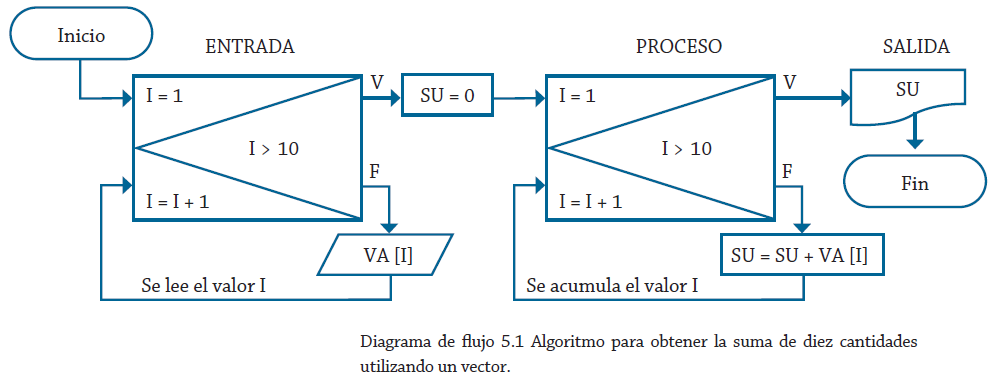 Inicio
ENTRADA
PROCESO
SALIDA
I = 1
V
SU = 0
I = 1
V
SU
I > 10
I > 10
F
F
Fin
I = I + 1
I = I + 1
VA [I]
SU = SU + VA [I]
Se lee el valor I
Se acumula el valor I
Diagrama de flujo 5.1 Algoritmo para obtener la suma de diez cantidades
utilizando un vector.